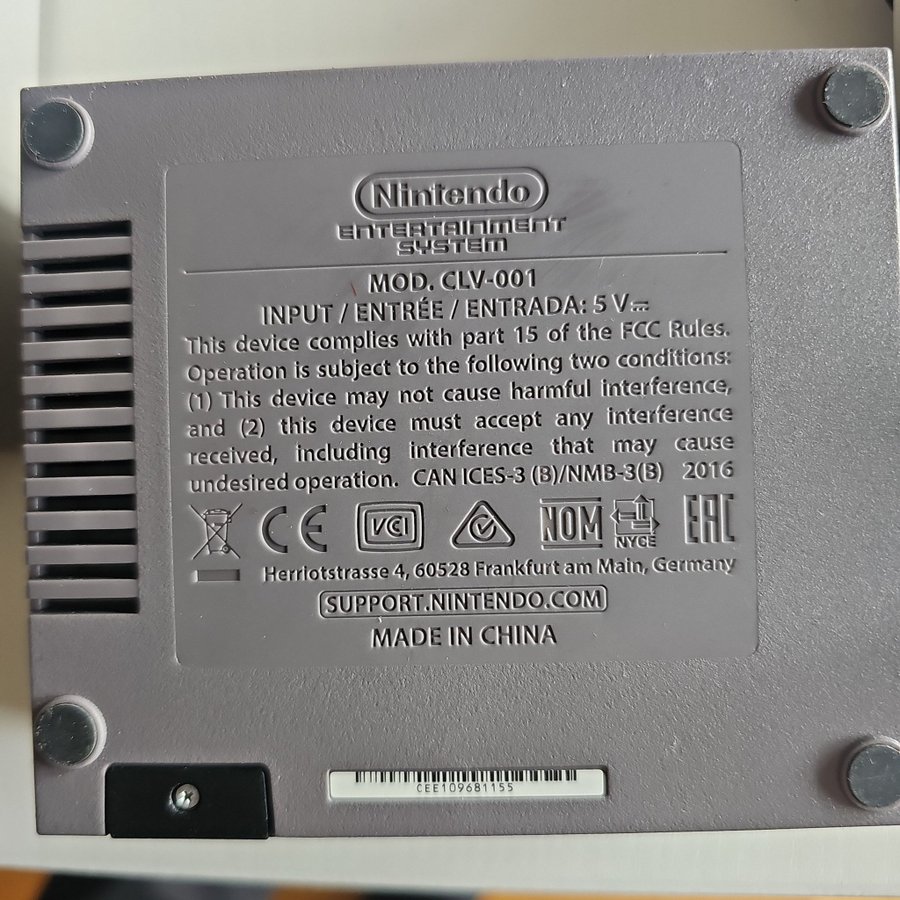 Nintendo
ENTERTAINMENT
SYSTEM
MOD. CLV-001
INPUT / ENTRÉE / ENTRADA: 5 V⎓
This device complies with part 15 of the FCC Rules.
Operation is subject to the following two conditions:
(1) This device may not cause harmful interference,
and (2) this device must accept any interference
received, including interference that may cause
undesired operation. CAN ICES-3 (B)/NMB-3(B) 2016
CE VCI NOM NYCE EAC
Herriotstrasse 4, 60528 Frankfurt am Main, Germany
SUPPORT.NINTENDO.COM
MADE IN CHINA
CEE109681155